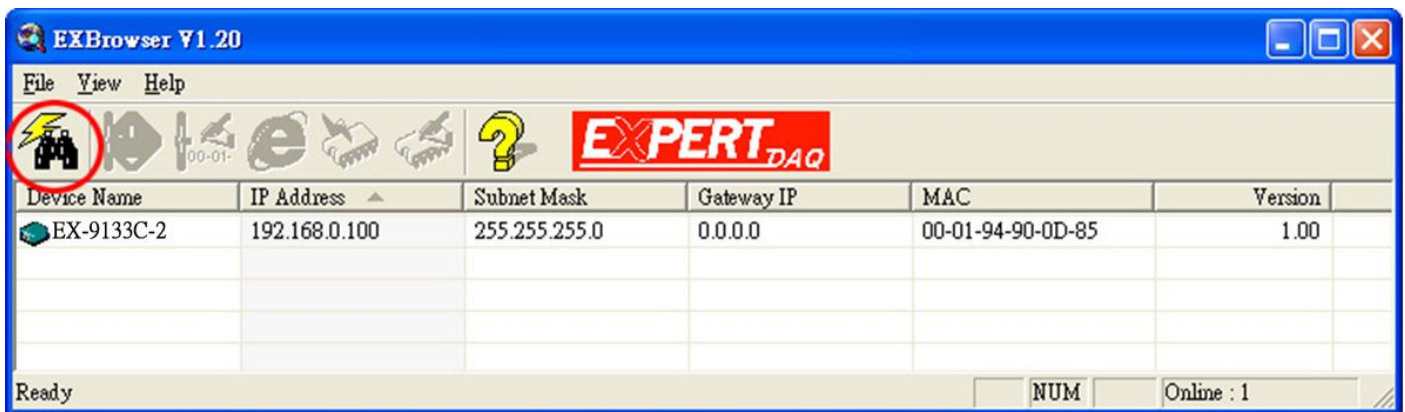 EXBrowser V1.20
File View Help
00-01-
EXPERT DAQ
Device Name IP Address Subnet Mask Gateway IP MAC Version
EX-9133C-2 192.168.0.100 255.255.255.0 0.0.0.0 00-01-94-90-0D-85 1.00
Ready NUM Online : 1